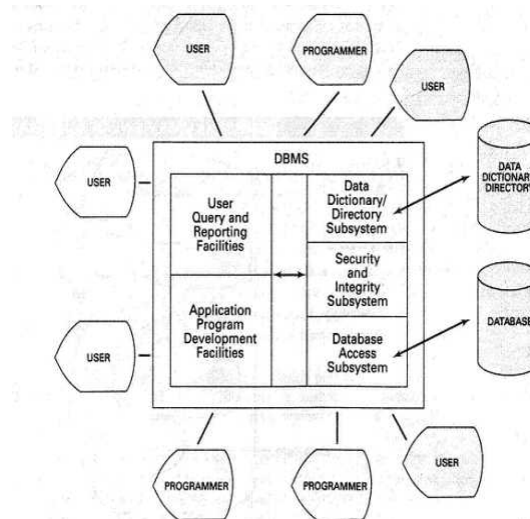 USER
PROGRAMMER
USER
DBMS
USER
User
Query and
Reporting
Facilities
Data
Dictionary/
Directory
Subsystem
DATA
DICTIONARY
DIRECTORY
Security
and
Integrity
Subsystem
Application
Program
Development
Facilities
Database
Access
Subsystem
DATABASE
USER
PROGRAMMER
PROGRAMMER
USER